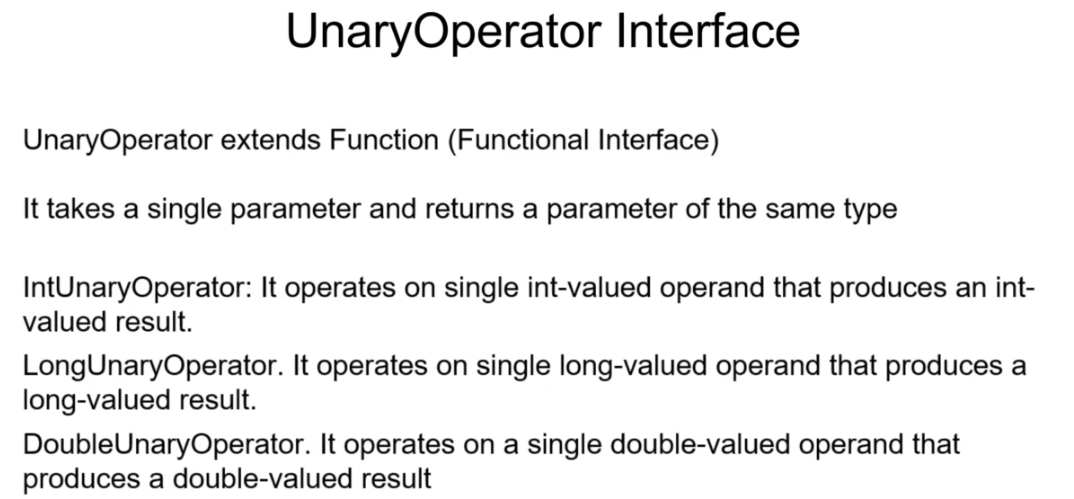 UnaryOperator Interface
UnaryOperator extends Function (Functional Interface)
It takes a single parameter and returns a parameter of the same type
IntUnaryOperator: It operates on single int-valued operand that produces an int-
valued result.
LongUnaryOperator. It operates on single long-valued operand that produces a
long-valued result.
DoubleUnaryOperator. It operates on a single double-valued operand that
produces a double-valued result